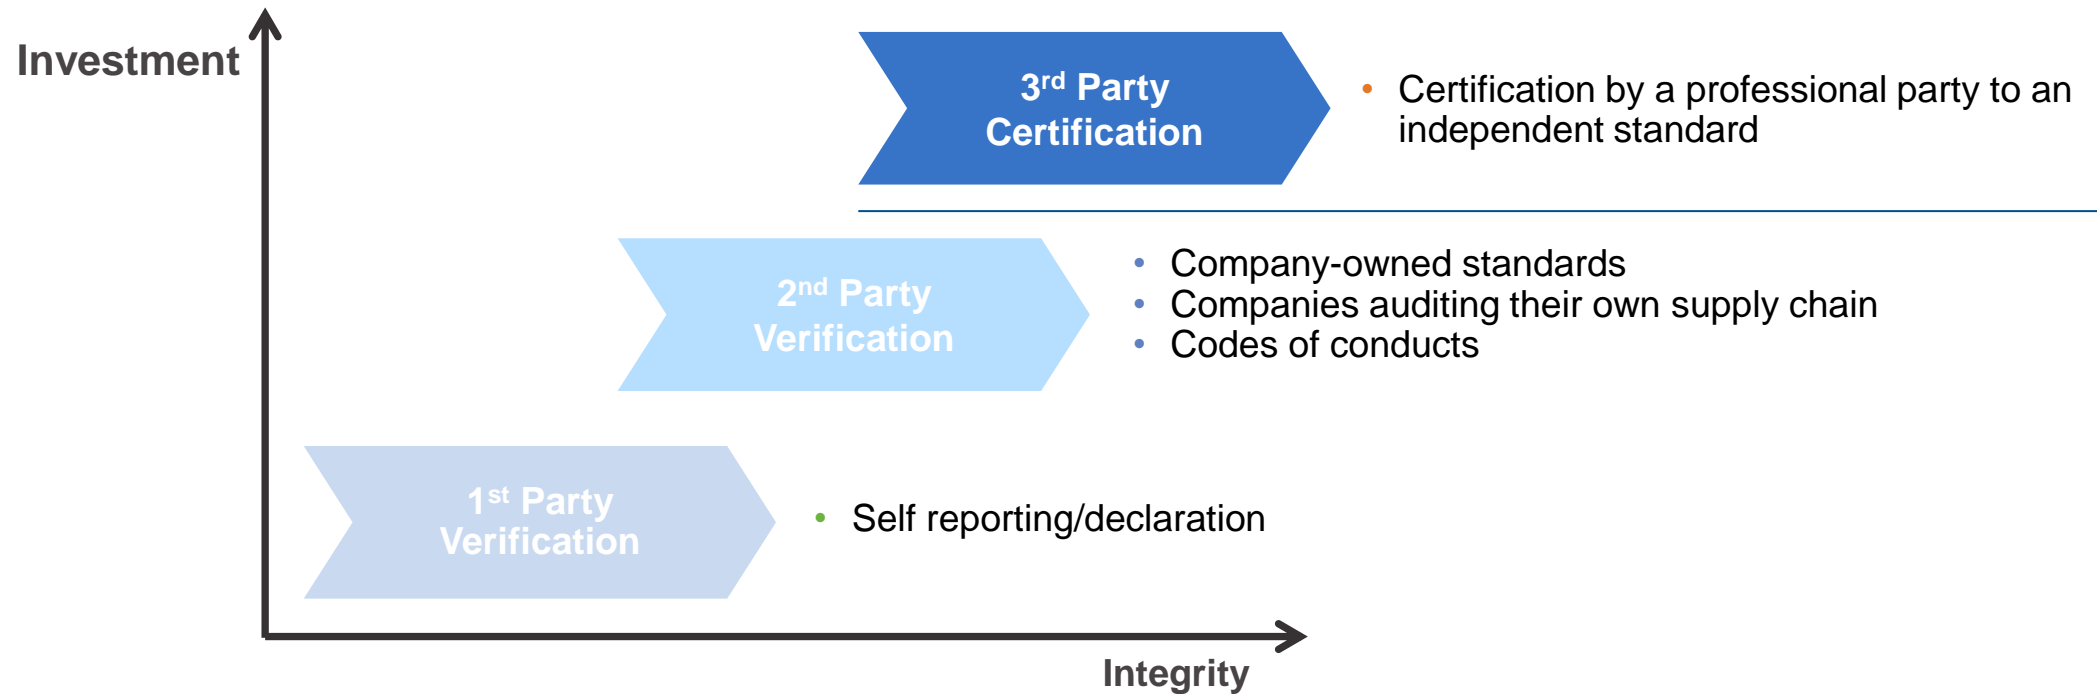 Investment
3rd Party
Certification
• Certification by a professional party to an
independent standard
2nd Party
Verification
• Company-owned standards
• Companies auditing their own supply chain
• Codes of conducts
1st Party
Verification
• Self reporting/declaration
Integrity